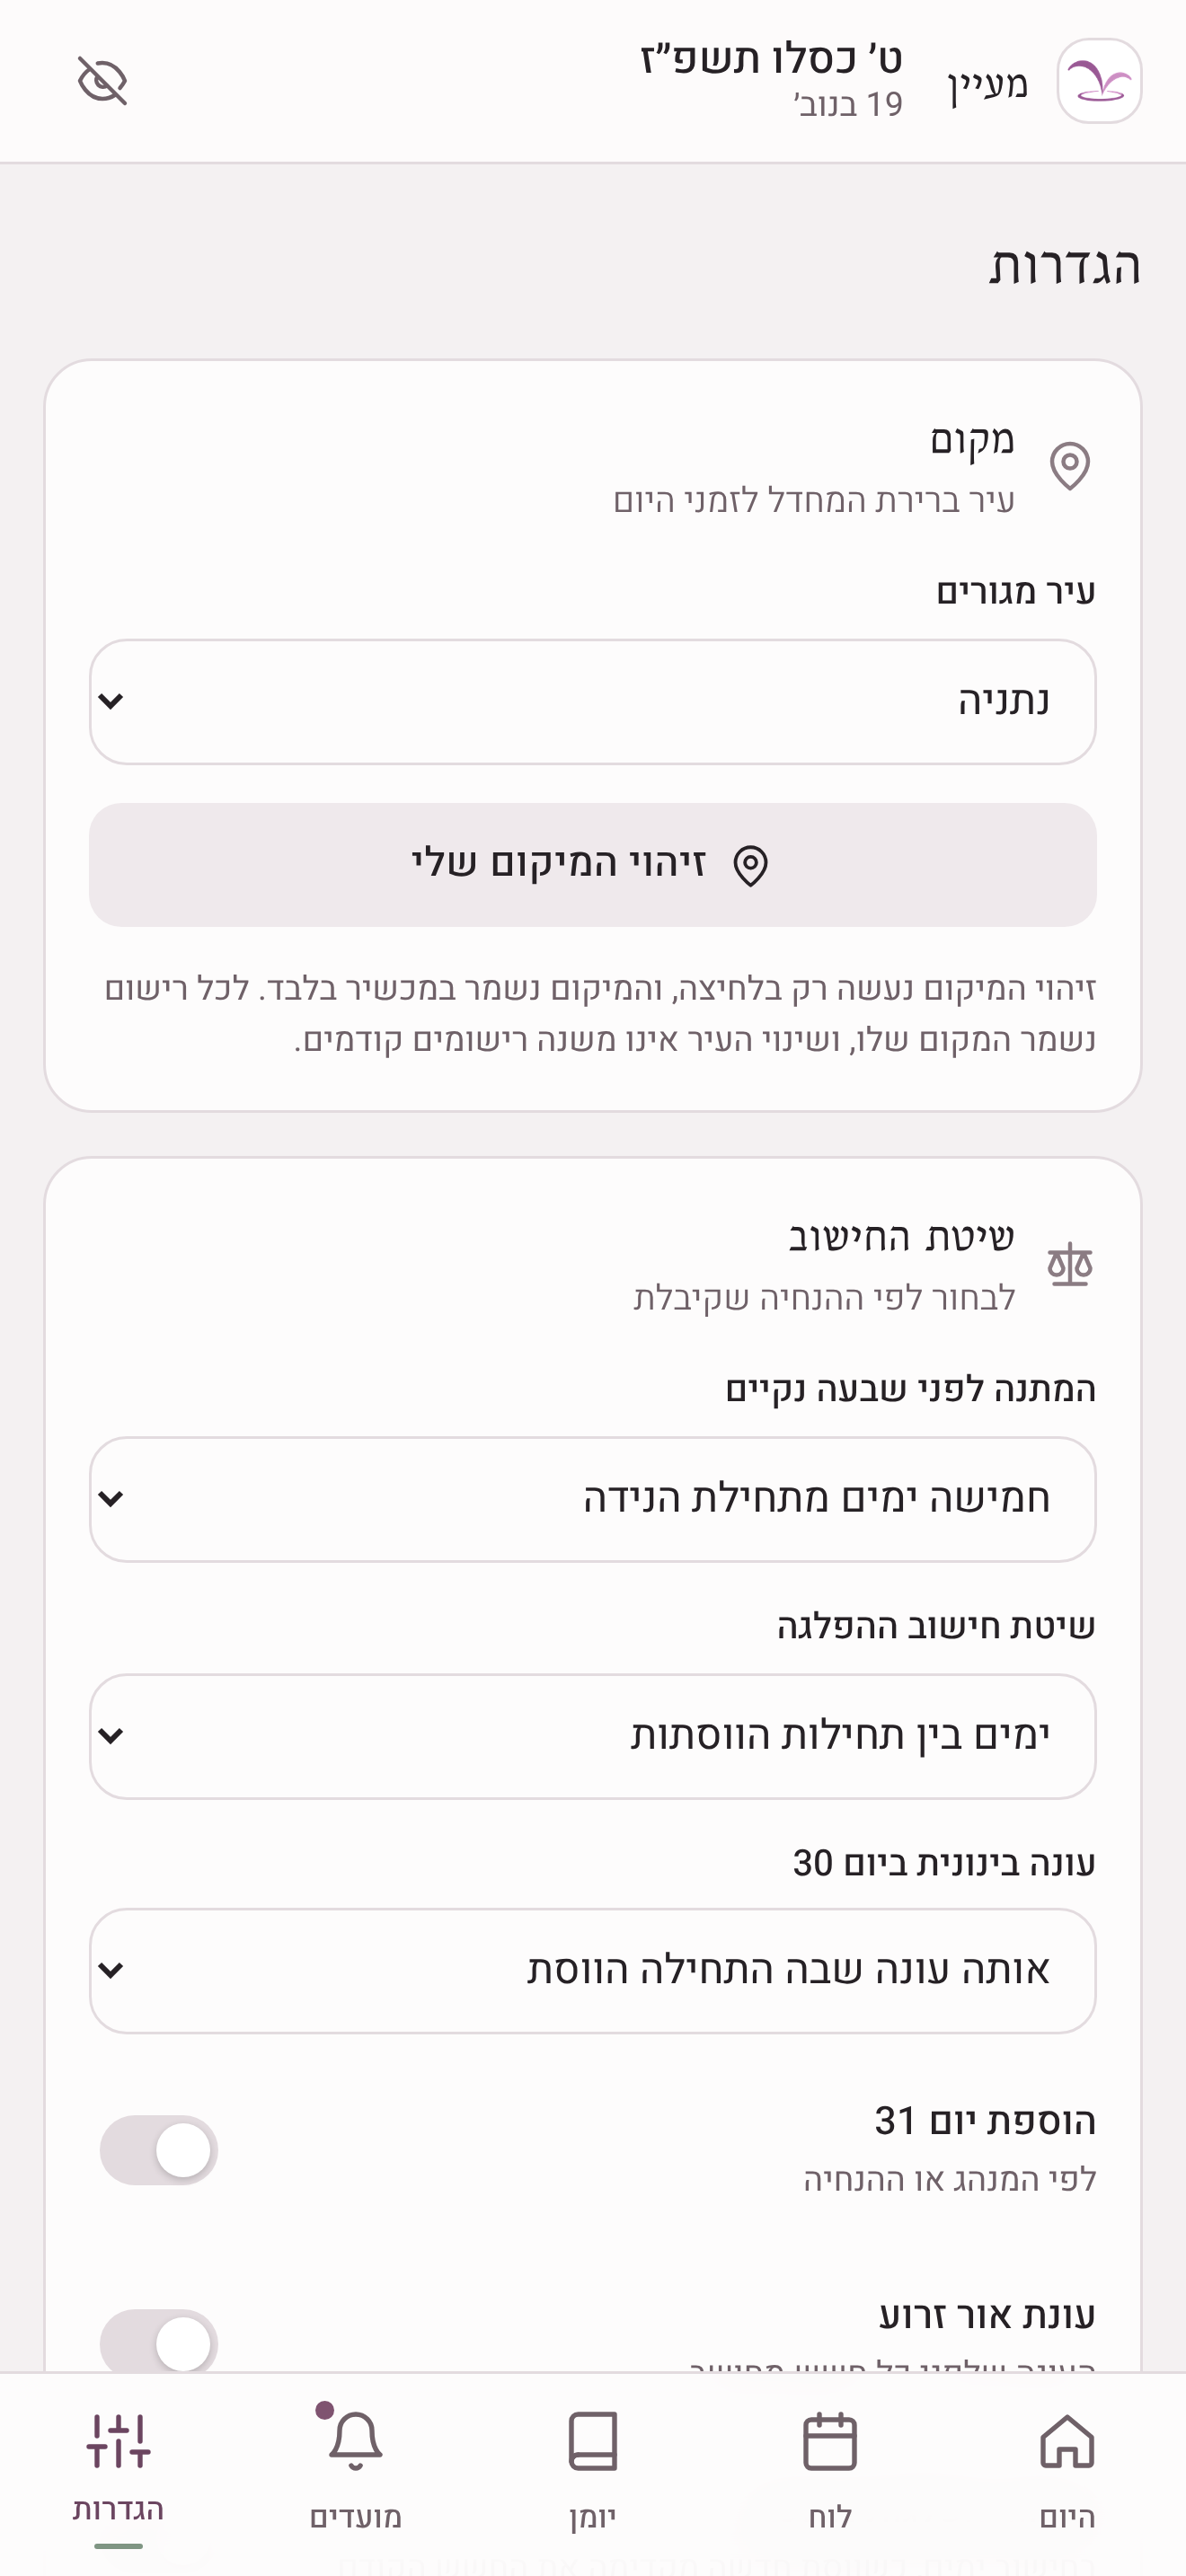 מעיין
ט׳ כסלו תשפ״ז
19 בנוב׳
הגדרות
מקום
עיר ברירת המחדל לזמני היום
עיר מגורים
נתניה
זיהוי המיקום שלי
זיהוי המיקום נעשה רק בלחיצה, והמיקום נשמר במכשיר בלבד. לכל רישום
נשמר המקום שלו, ושינוי העיר אינו משנה רישומים קודמים.
שיטת החישוב
לבחור לפי ההנחיה שקיבלת
המתנה לפני שבעה נקיים
חמישה ימים מתחילת הנידה
שיטת חישוב ההפלגה
ימים בין תחילות הווסתות
עונה בינונית ביום 30
אותה עונה שבה התחילה הווסת
הוספת יום 31
לפי המנהג או ההנחיה
עונת אור זרוע
היום
לוח
יומן
מועדים
הגדרות